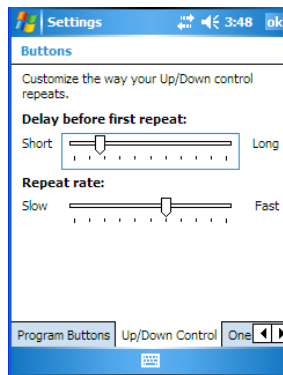 Settings 3:48 ok
Buttons
Customize the way your Up/Down control
repeats.
Delay before first repeat:
Short Long
Repeat rate:
Slow Fast
Program Buttons Up/Down Control One